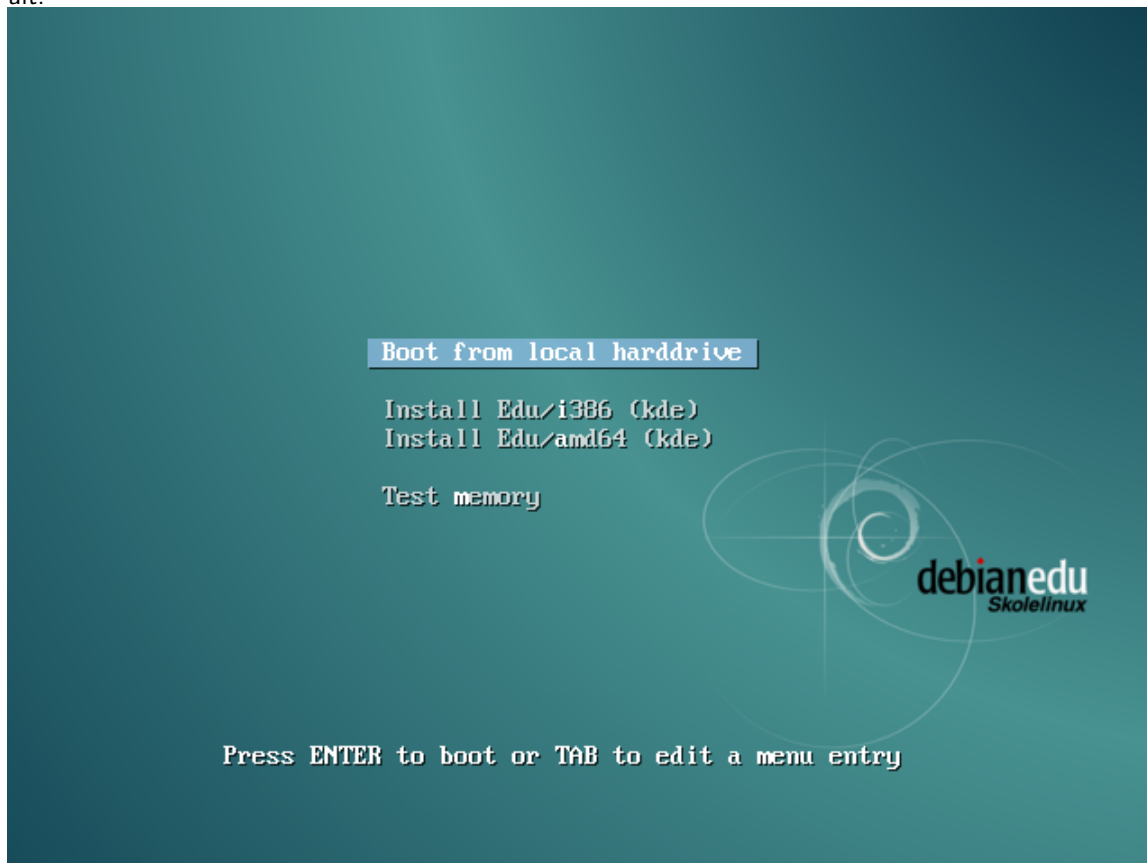 Boot from local harddrive
Install Edu/i386 (kde)
Install Edu/amd64 (kde)
Test memory
debianedu
Skolelinux
Press ENTER to boot or TAB to edit a menu entry